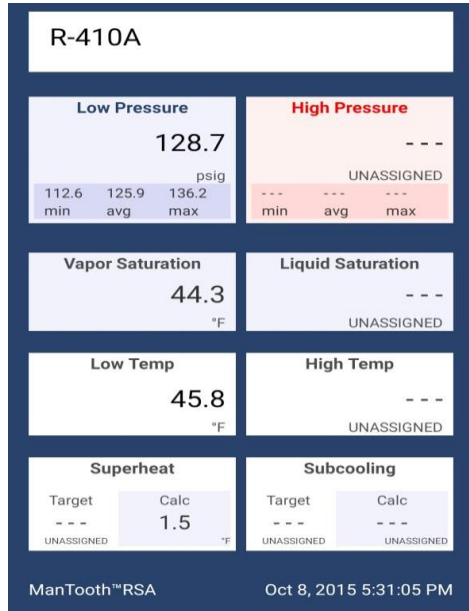 R-410A
Low Pressure
128.7
psig
112.6 125.9 136.2
min avg max
High Pressure
- - -
UNASSIGNED
- - - - - - - - -
min avg max
Vapor Saturation
44.3
°F
Liquid Saturation
- - -
UNASSIGNED
Low Temp
45.8
°F
High Temp
- - -
UNASSIGNED
Superheat
Target Calc
- - - 1.5
UNASSIGNED °F
Subcooling
Target Calc
- - - - - -
UNASSIGNED UNASSIGNED
ManTooth™RSA Oct 8, 2015 5:31:05 PM